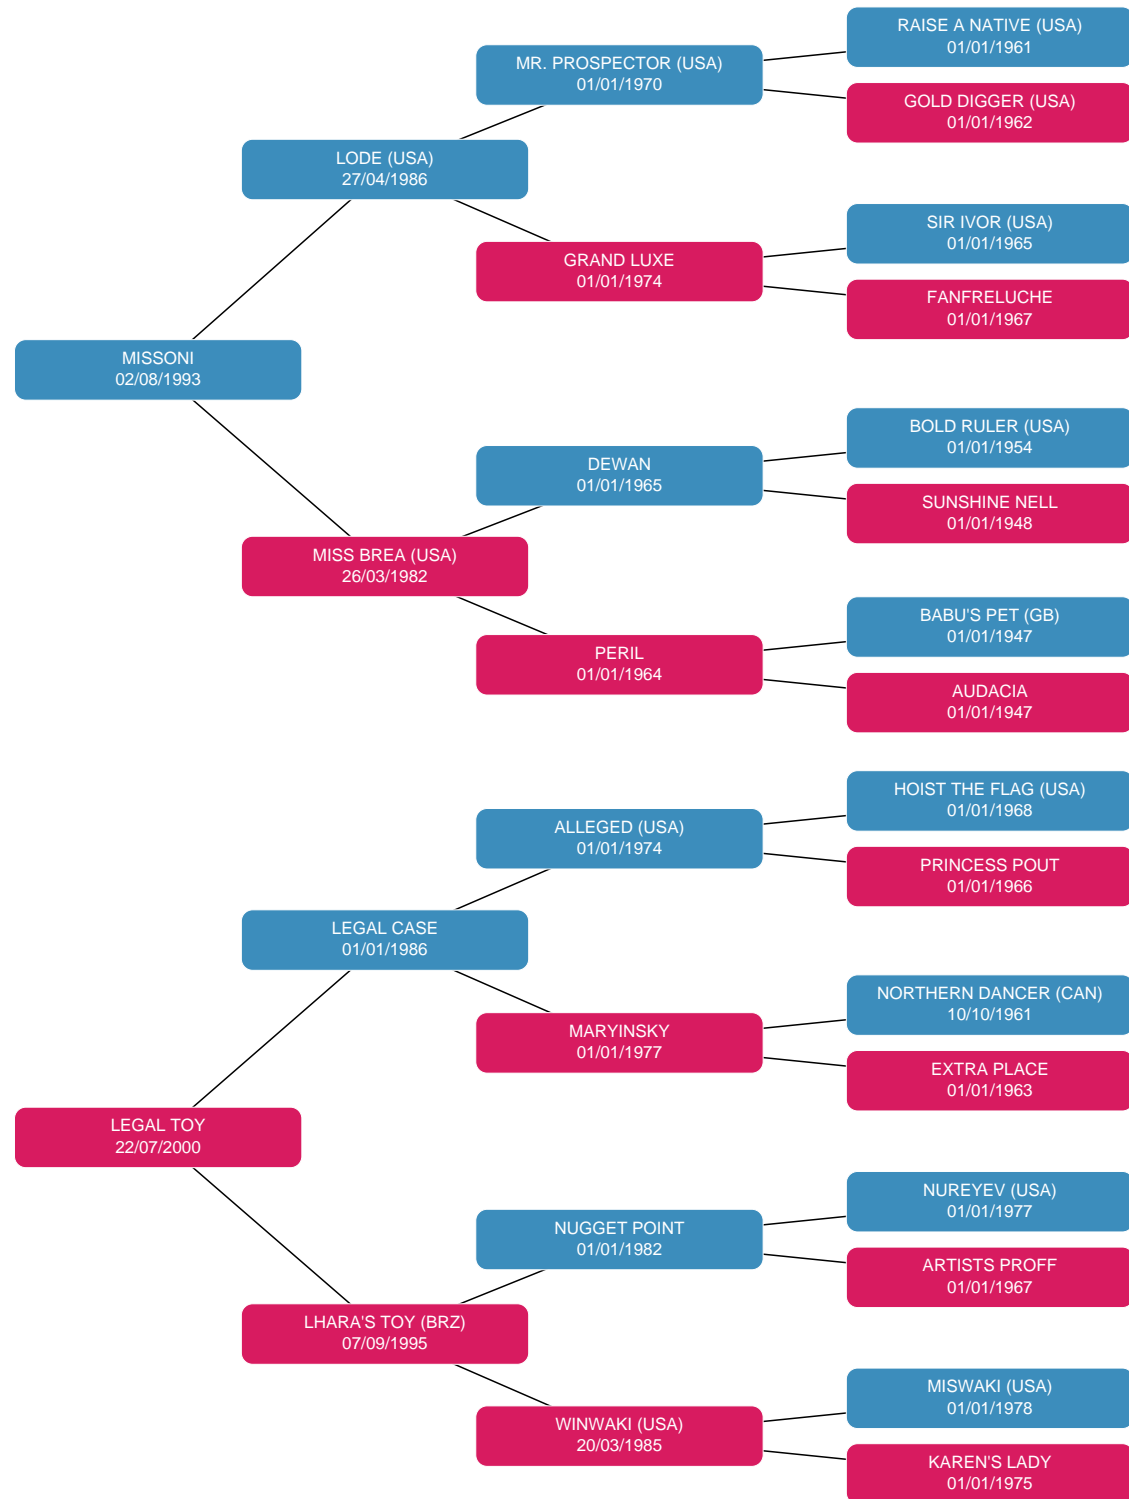 RAISE A NATIVE (USA)
01/01/1961
MR. PROSPECTOR (USA)
01/01/1970
GOLD DIGGER (USA)
01/01/1962
LODE (USA)
27/04/1986
SIR IVOR (USA)
01/01/1965
GRAND LUXE
01/01/1974
FANFRELUCHE
01/01/1967
MISSONI
02/08/1993
BOLD RULER (USA)
01/01/1954
DEWAN
01/01/1965
SUNSHINE NELL
01/01/1948
MISS BREA (USA)
26/03/1982
BABU'S PET (GB)
01/01/1947
PERIL
01/01/1964
AUDACIA
01/01/1947
HOIST THE FLAG (USA)
01/01/1968
ALLEGED (USA)
01/01/1974
PRINCESS POUT
01/01/1966
LEGAL CASE
01/01/1986
NORTHERN DANCER (CAN)
10/10/1961
MARYINSKY
01/01/1977
EXTRA PLACE
01/01/1963
LEGAL TOY
22/07/2000
NUREYEV (USA)
01/01/1977
NUGGET POINT
01/01/1982
ARTISTS PROFF
01/01/1967
LHARA'S TOY (BRZ)
07/09/1995
MISWAKI (USA)
01/01/1978
WINWAKI (USA)
20/03/1985
KAREN'S LADY
01/01/1975